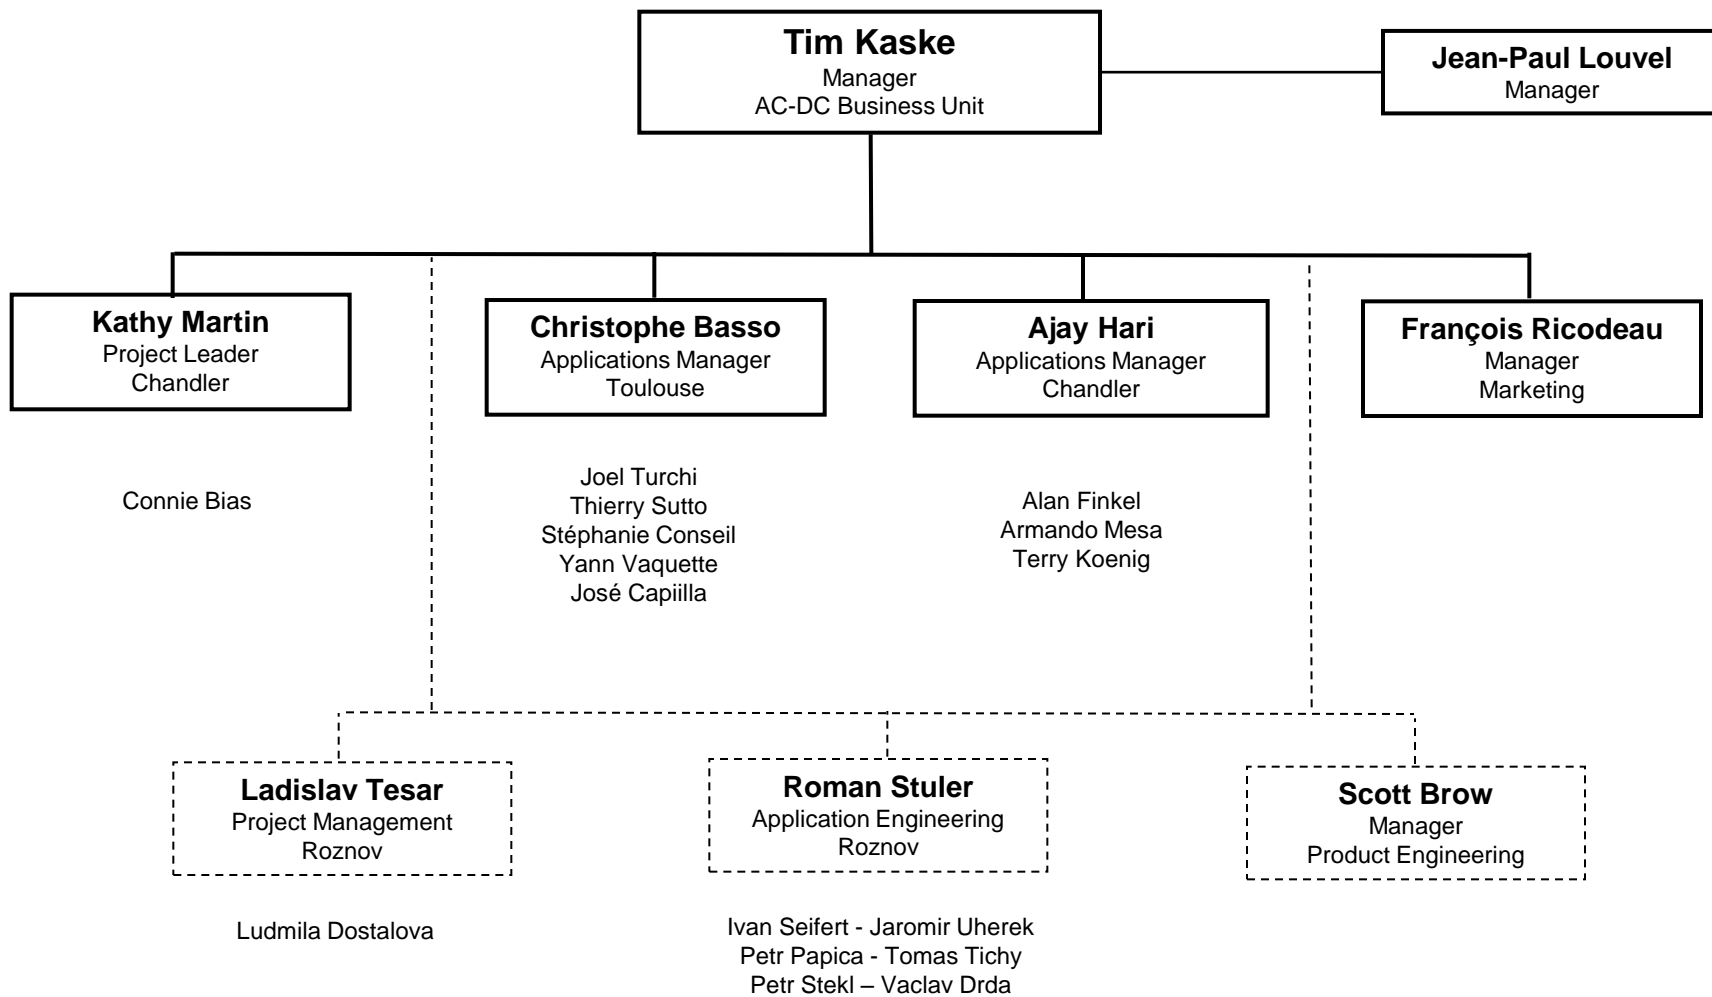 Tim Kaske
Manager
AC-DC Business Unit
Jean-Paul Louvel
Manager
Kathy Martin
Project Leader
Chandler
Christophe Basso
Applications Manager
Toulouse
Ajay Hari
Applications Manager
Chandler
François Ricodeau
Manager
Marketing
Connie Bias
Joel Turchi
Thierry Sutto
Stéphanie Conseil
Yann Vaquette
José Capiilla
Alan Finkel
Armando Mesa
Terry Koenig
Ladislav Tesar
Project Management
Roznov
Roman Stuler
Application Engineering
Roznov
Scott Brow
Manager
Product Engineering
Ludmila Dostalova
Ivan Seifert - Jaromir Uherek
Petr Papica - Tomas Tichy
Petr Stekl – Vaclav Drda